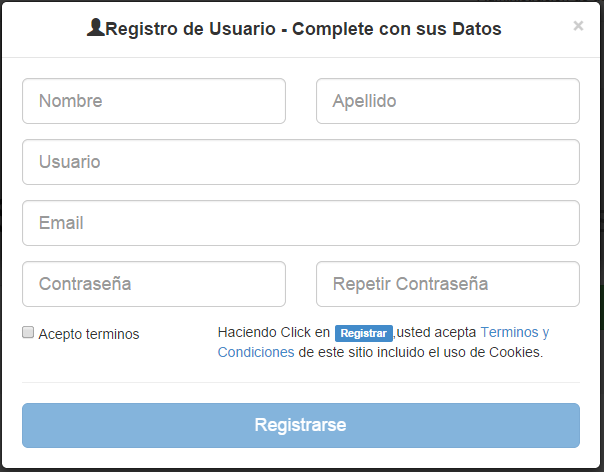 Registro de Usuario - Complete con sus Datos ×
Nombre Apellido
Usuario
Email
Contraseña Repetir Contraseña
Acepto terminos
Haciendo Click en Registrar,usted acepta Terminos y
Condiciones de este sitio incluido el uso de Cookies.
Registrarse